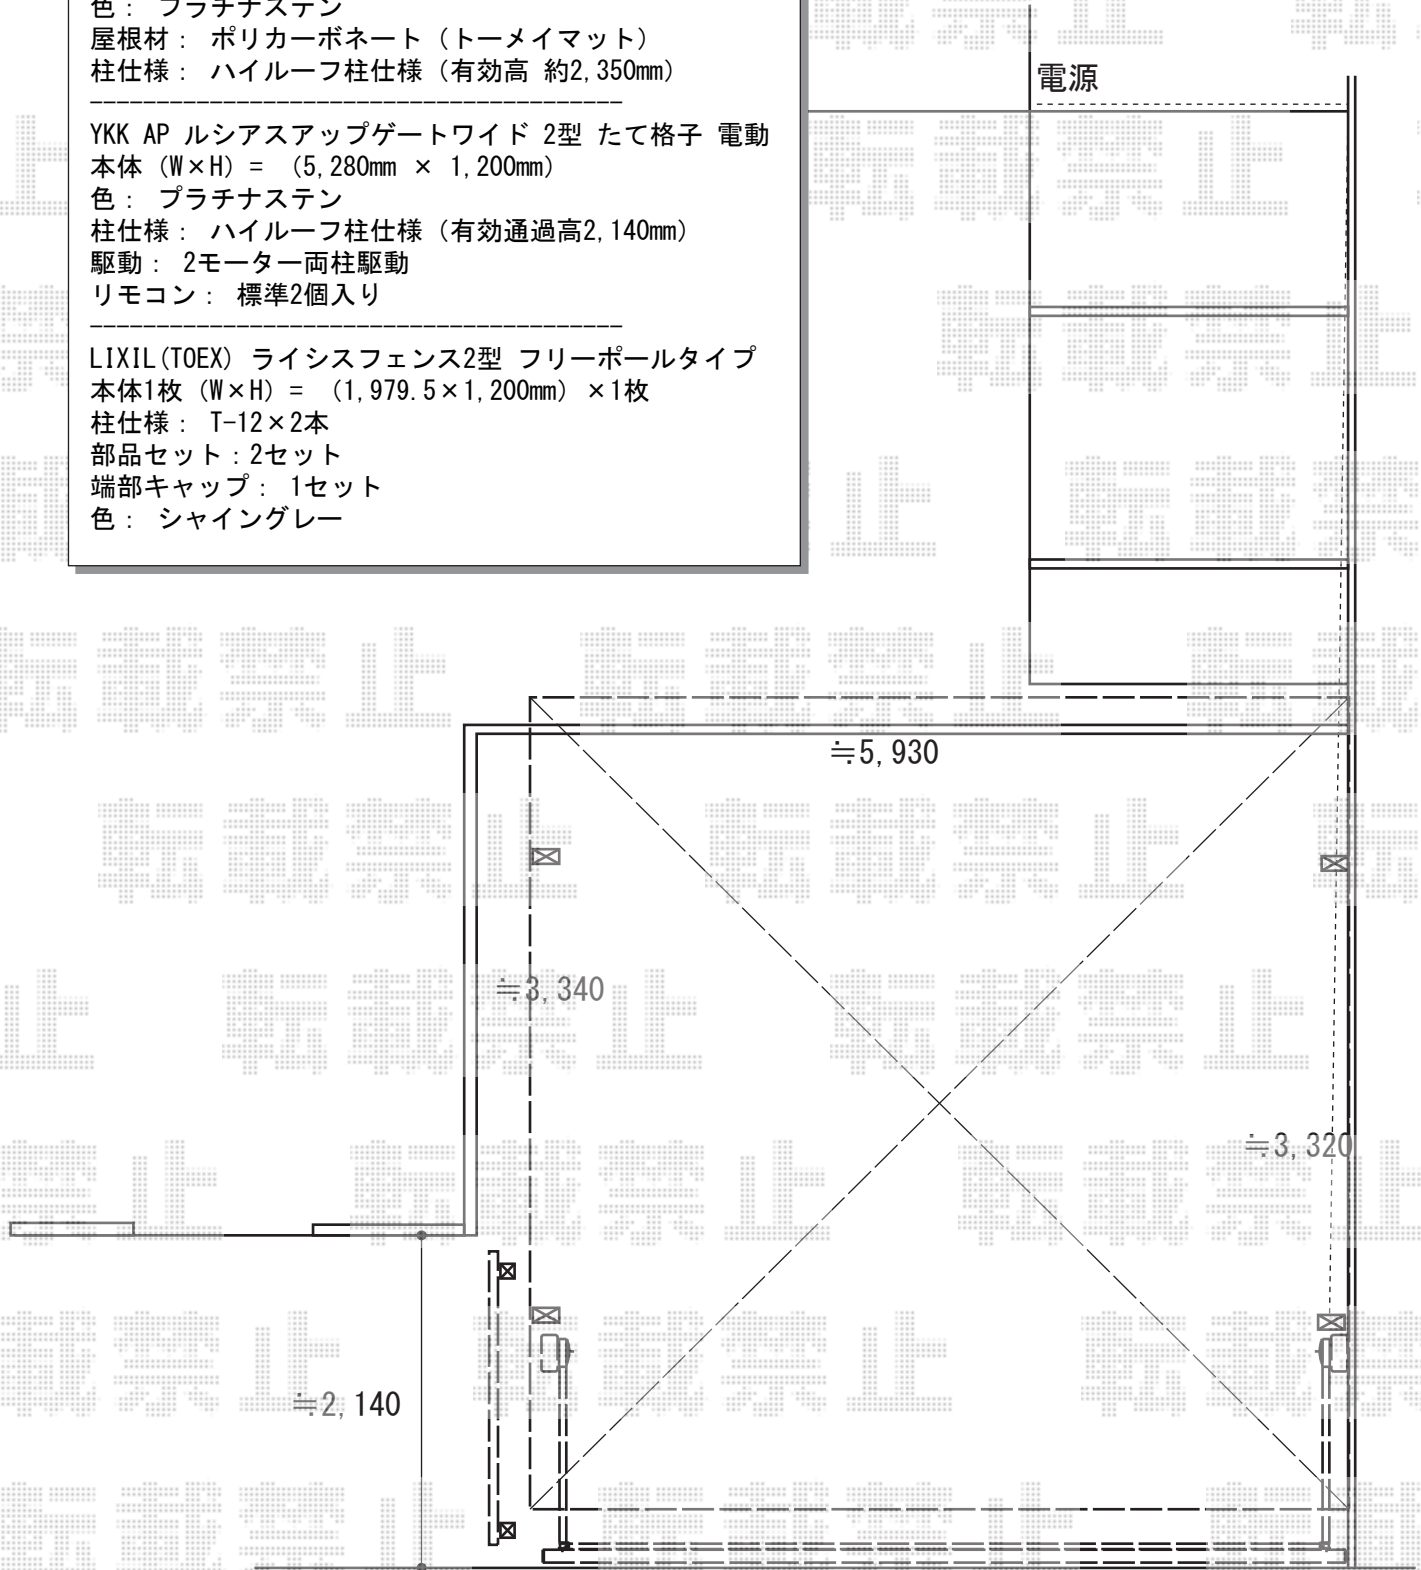 色： プラチナステン
屋根材： ポリカーボネート（トーメイマット）
柱仕様： ハイルーフ柱仕様（有効高 約2,350mm）
----------------------------------------
YKK AP ルシアスアップゲートワイド 2型 たて格子 電動
本体（W×H）= （5,280mm × 1,200mm）
色： プラチナステン
柱仕様： ハイルーフ柱仕様（有効通過高2,140mm）
駆動： 2モーター両柱駆動
リモコン： 標準2個入り
----------------------------------------
LIXIL(TOEX) ライシスフェンス2型 フリーポールタイプ
本体1枚（W×H）= （1,979.5×1,200mm）×1枚
柱仕様： T-12×2本
部品セット：2セット
端部キャップ： 1セット
色： シャイングレー
電源
≒5,930
≒3,340
≒3,320
≒2,140
転載禁止